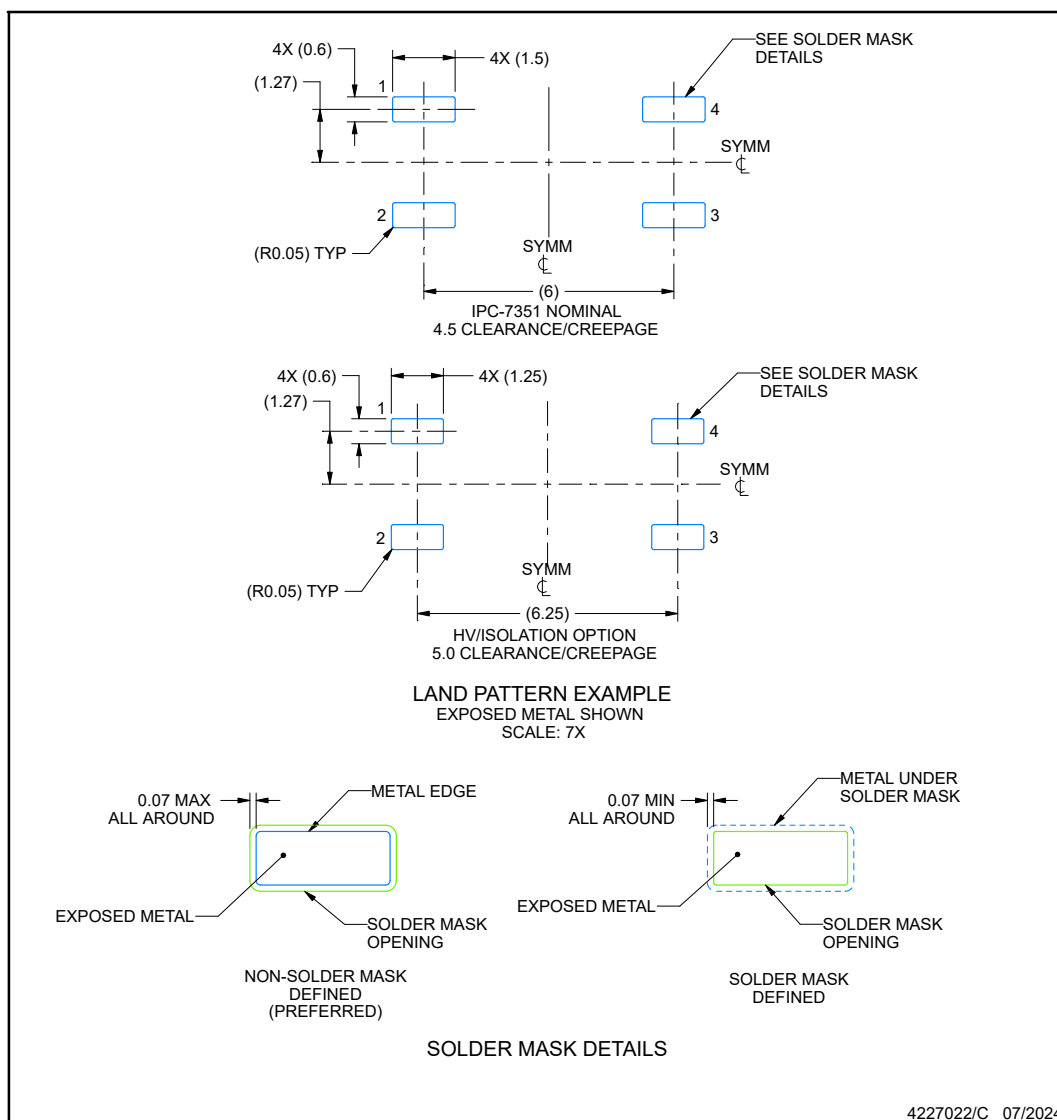 4X (0.6)
4X (1.5)
SEE SOLDER MASK
DETAILS
(1.27)
1
4
SYMM
℄
2
3
(R0.05) TYP
SYMM
℄
(6)
IPC-7351 NOMINAL
4.5 CLEARANCE/CREEPAGE
4X (0.6)
4X (1.25)
SEE SOLDER MASK
DETAILS
(1.27)
1
4
SYMM
℄
2
3
(R0.05) TYP
SYMM
℄
(6.25)
HV/ISOLATION OPTION
5.0 CLEARANCE/CREEPAGE
LAND PATTERN EXAMPLE
EXPOSED METAL SHOWN
SCALE: 7X
0.07 MAX
ALL AROUND
METAL EDGE
EXPOSED METAL
SOLDER MASK
OPENING
NON-SOLDER MASK
DEFINED
(PREFERRED)
0.07 MIN
ALL AROUND
METAL UNDER
SOLDER MASK
EXPOSED METAL
SOLDER MASK
OPENING
SOLDER MASK
DEFINED
SOLDER MASK DETAILS
4227022/C 07/2024